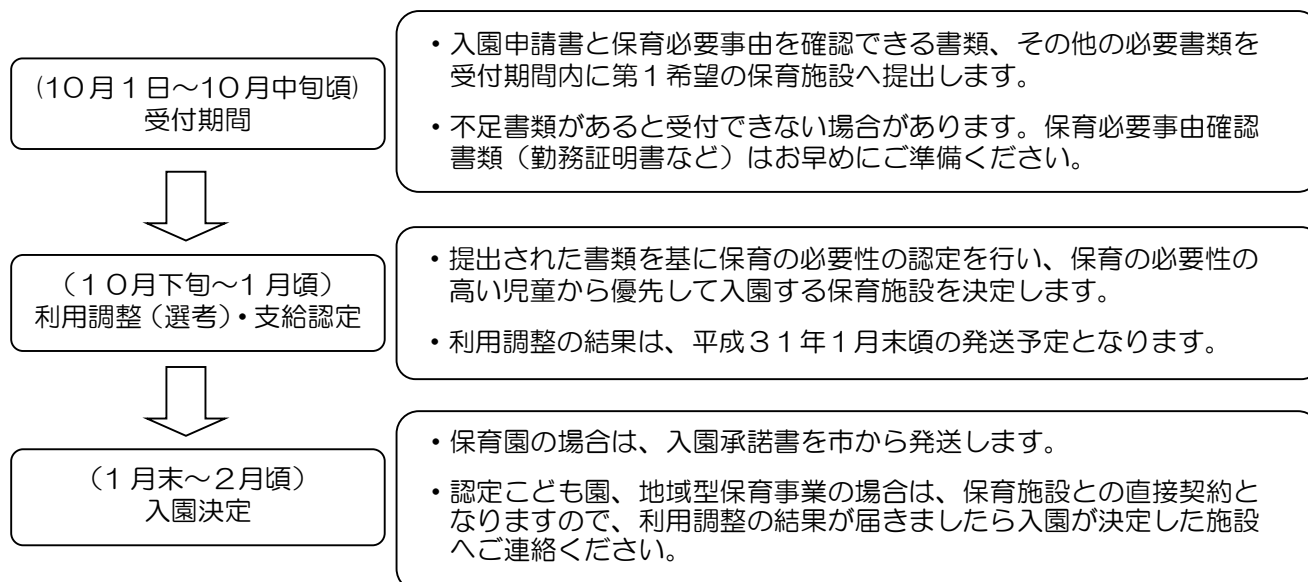 (10月1日～10月中旬頃)
受付期間
・入園申請書と保育必要事由を確認できる書類、その他の必要書類を
受付期間内に第1希望の保育施設へ提出します。
・不足書類があると受付できない場合があります。保育必要事由確認
書類（勤務証明書など）はお早めにご準備ください。
（１０月下旬～１月頃）
利用調整（選考）・支給認定
・提出された書類を基に保育の必要性の認定を行い、保育の必要性の
高い児童から優先して入園する保育施設を決定します。
・利用調整の結果は、平成３１年１月末頃の発送予定となります。
（１月末～２月頃）
入園決定
・保育園の場合は、入園承諾書を市から発送します。
・認定こども園、地域型保育事業の場合は、保育施設との直接契約と
なりますので、利用調整の結果が届きましたら入園が決定した施設
へご連絡ください。